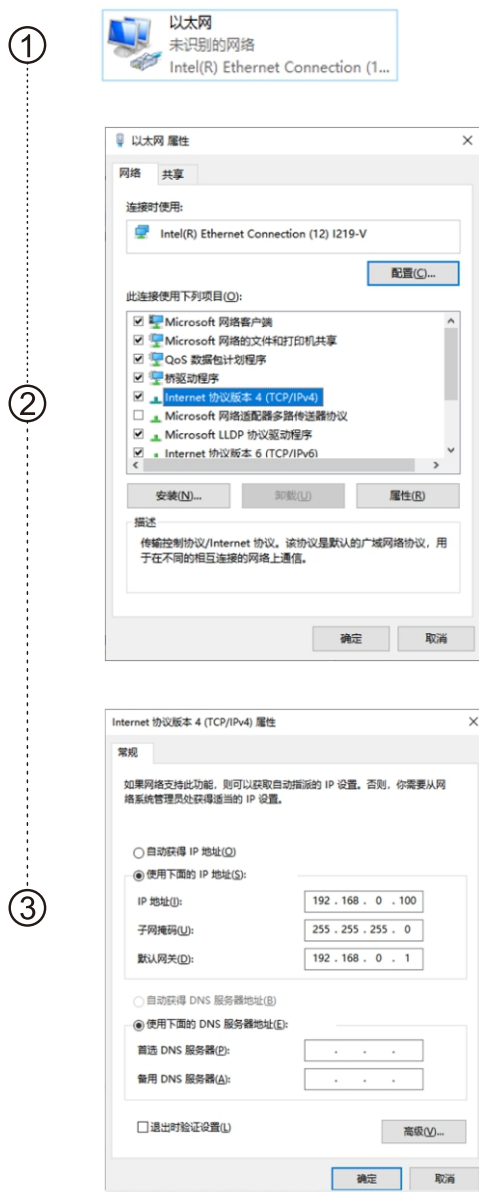 ①
以太网
未识别的网络
Intel(R) Ethernet Connection (1...
②
以太网 属性
网络 共享
连接时使用:
Intel(R) Ethernet Connection (12) I219-V
配置(C)...
此连接使用下列项目(O):
Microsoft 网络客户端
Microsoft 网络的文件和打印机共享
QoS 数据包计划程序
桥驱动程序
Internet 协议版本 4 (TCP/IPv4)
Microsoft 网络适配器多路传送器协议
Microsoft LLDP 协议驱动程序
Internet 协议版本 6 (TCP/IPv6)
安装(N)... 卸载(U) 属性(R)
描述
传输控制协议/Internet 协议。该协议是默认的广域网络协议，用
于在不同的相互连接的网络上通信。
确定 取消
③
Internet 协议版本 4 (TCP/IPv4) 属性
常规
如果网络支持此功能，则可以获取自动指派的 IP 设置。否则，你需要从网
络系统管理员处获得适当的 IP 设置。
自动获得 IP 地址(O)
使用下面的 IP 地址(S):
IP 地址(I): 192 . 168 . 0 . 100
子网掩码(U): 255 . 255 . 255 . 0
默认网关(D): 192 . 168 . 0 . 1
自动获得 DNS 服务器地址(B)
使用下面的 DNS 服务器地址(E):
首选 DNS 服务器(P): . . .
备用 DNS 服务器(A): . . .
退出时验证设置(L)
高级(V)...
确定 取消